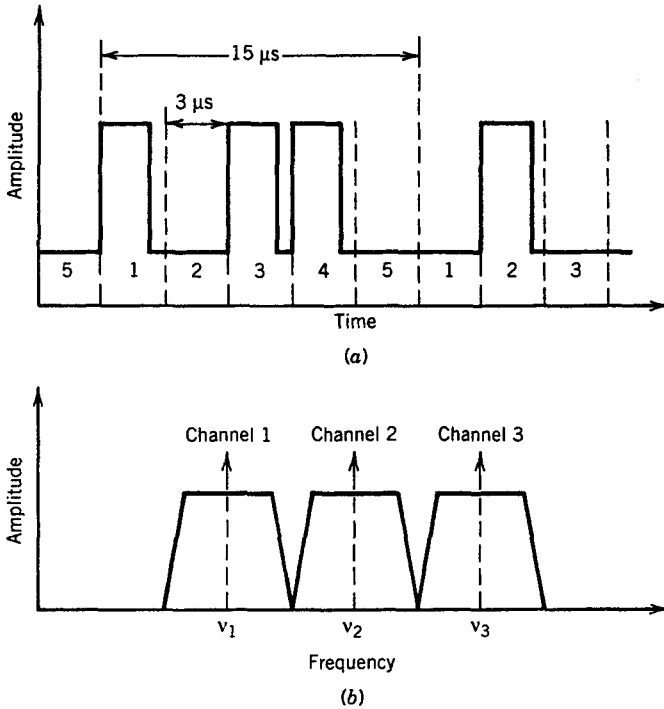 15 μs
3 μs
Amplitude
5 1 2 3 4 5 1 2 3
Time
(a)
Channel 1 Channel 2 Channel 3
Amplitude
ν1 ν2 ν3
Frequency
(b)